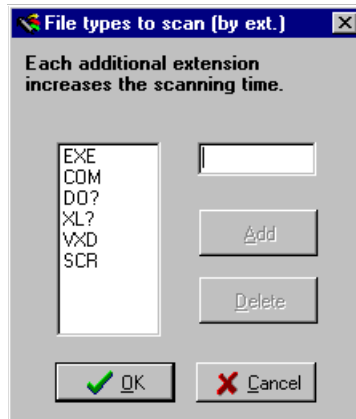 File types to scan (by ext.)
Each additional extension
increases the scanning time.
EXE
COM
DO?
XL?
VXD
SCR
Add
Delete
OK
Cancel